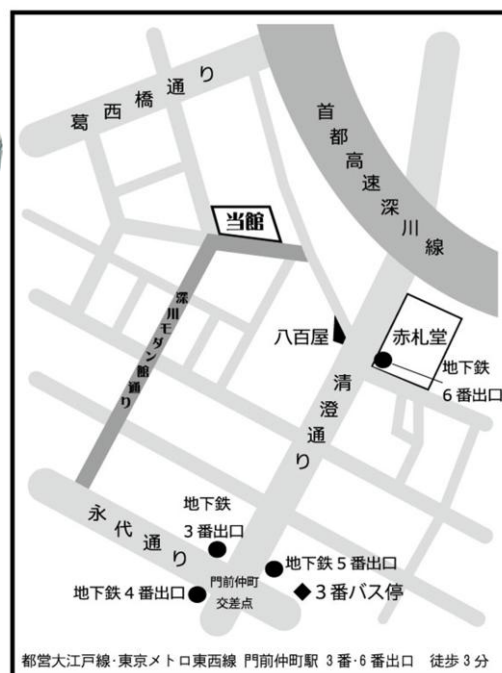 葛西橋通り
首都高速深川線
当館
深川モダン館通り
八百屋
赤札堂
地下鉄
6番出口
清澄通り
永代通り
地下鉄
3番出口
地下鉄4番出口
門前仲町
交差点
地下鉄5番出口
◆3番バス停
都営大江戸線・東京メトロ東西線 門前仲町駅 3番・6番出口 徒歩3分